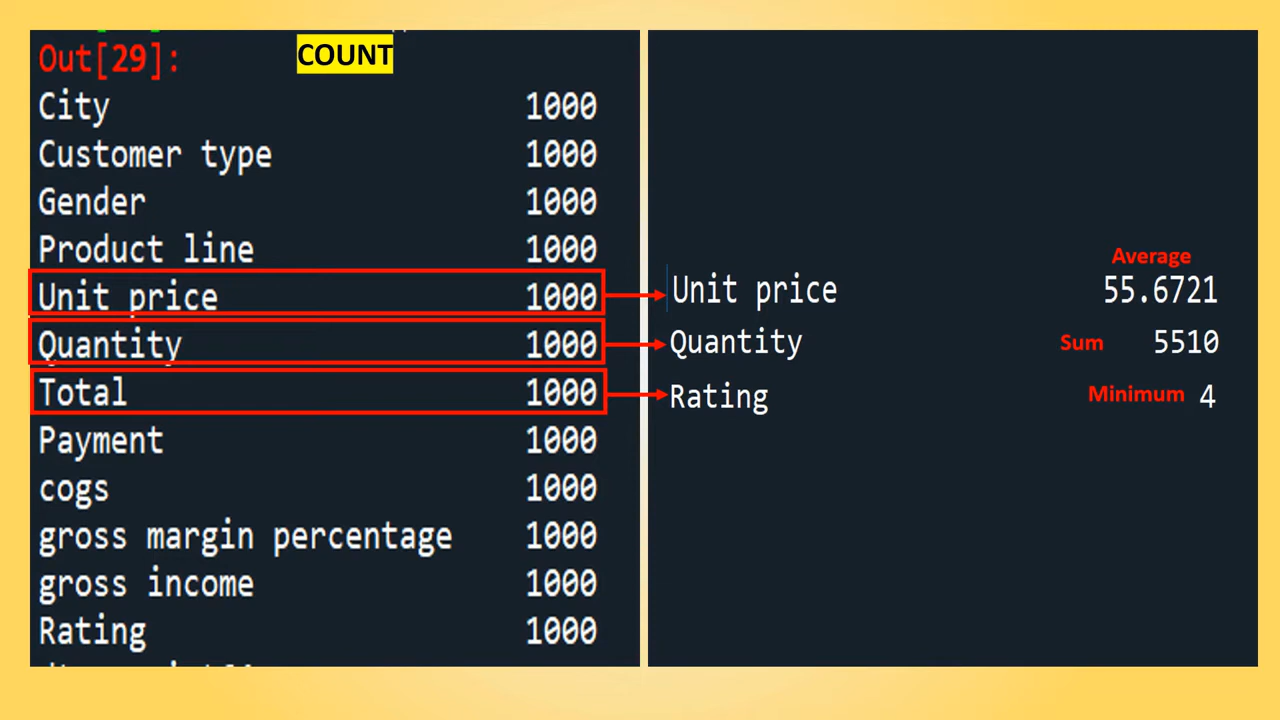 Out[29]: COUNT
City 1000
Customer type 1000
Gender 1000
Product line 1000
Unit price 1000
Quantity 1000
Total 1000
Payment 1000
cogs 1000
gross margin percentage 1000
gross income 1000
Rating 1000
Average
Unit price 55.6721
Quantity Sum 5510
Rating Minimum 4